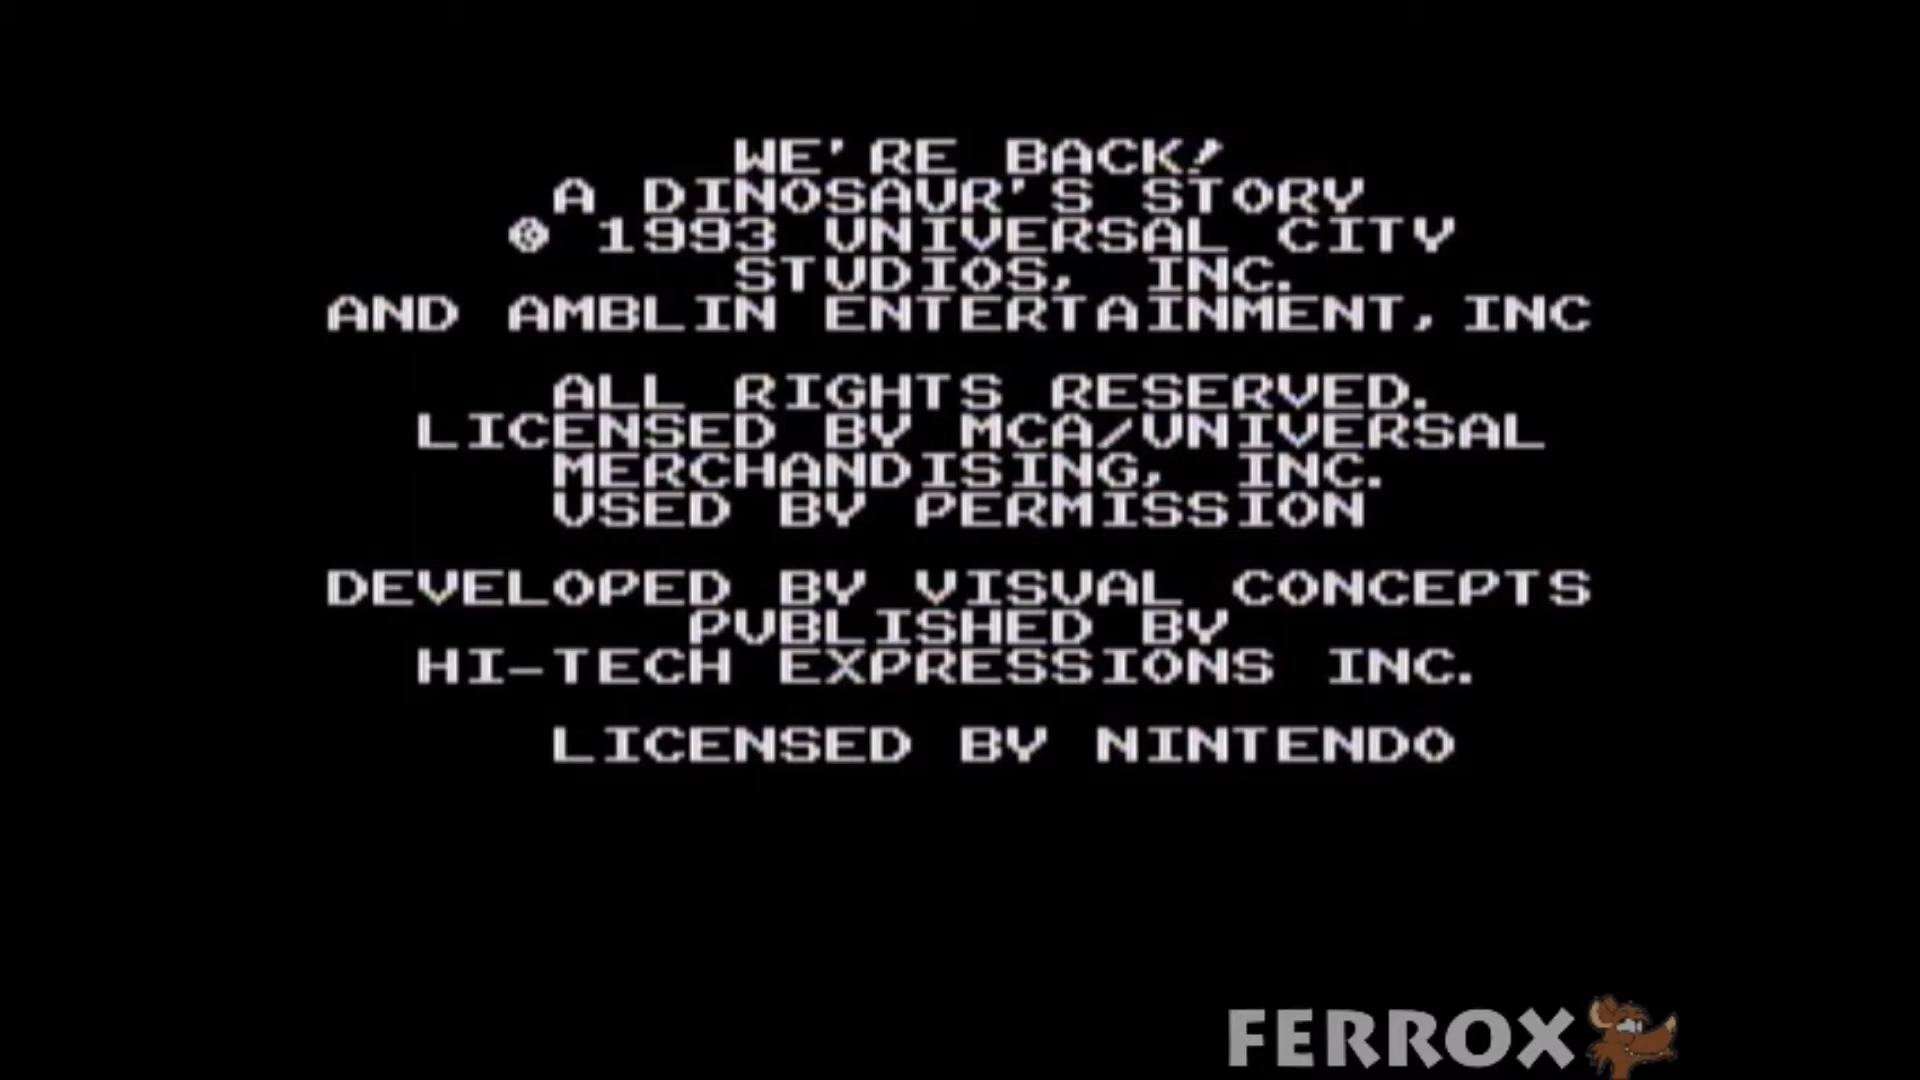 WE'RE BACK!
A DINOSAUR'S STORY
© 1993 UNIVERSAL CITY
STUDIOS, INC.
AND AMBLIN ENTERTAINMENT, INC
ALL RIGHTS RESERVED.
LICENSED BY MCA/UNIVERSAL
MERCHANDISING, INC.
USED BY PERMISSION
DEVELOPED BY VISUAL CONCEPTS
PUBLISHED BY
HI-TECH EXPRESSIONS INC.
LICENSED BY NINTENDO
FERROX